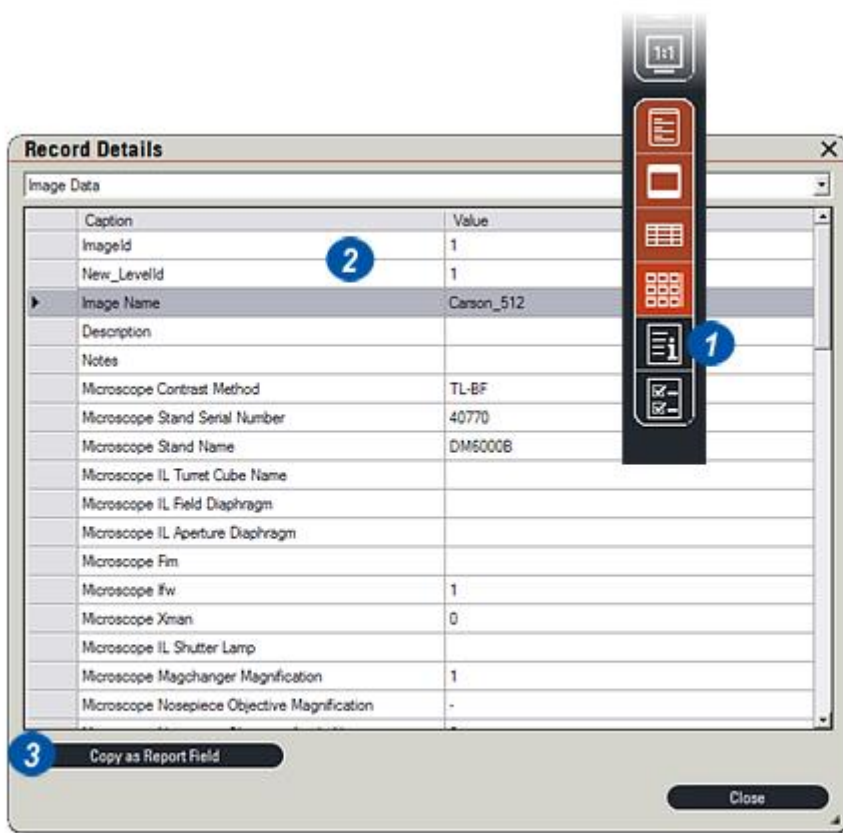 1:1
Record Details
Image Data
Caption Value
ImageId 1
New_LevelId 1
2
Image Name Carson_512
1
Description
Notes
Microscope Contrast Method TL-BF
Microscope Stand Serial Number 40770
Microscope Stand Name DM6000B
Microscope IL Turret Cube Name
Microscope IL Field Diaphragm
Microscope IL Aperture Diaphragm
Microscope Fim
Microscope Ifw 1
Microscope Xman 0
Microscope IL Shutter Lamp
Microscope Magchanger Magnification 1
Microscope Nosepiece Objective Magnification -
3 Copy as Report Field
Close